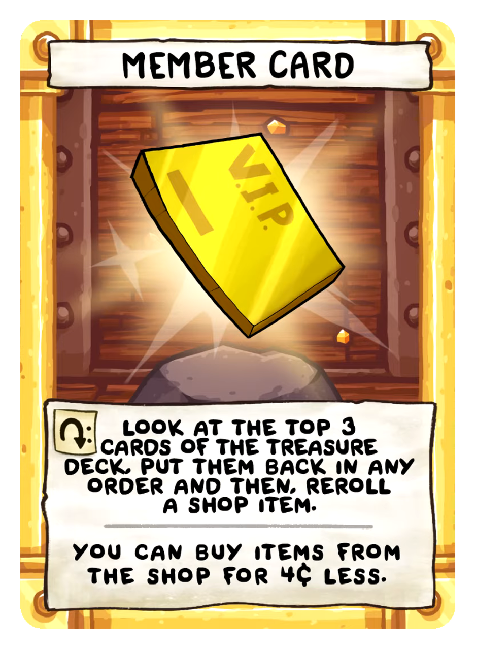 MEMBER CARD
V.I.P.
LOOK AT THE TOP 3
CARDS OF THE TREASURE
DECK, PUT THEM BACK IN ANY
ORDER AND THEN, REROLL
A SHOP ITEM.
YOU CAN BUY ITEMS FROM
THE SHOP FOR 4¢ LESS.